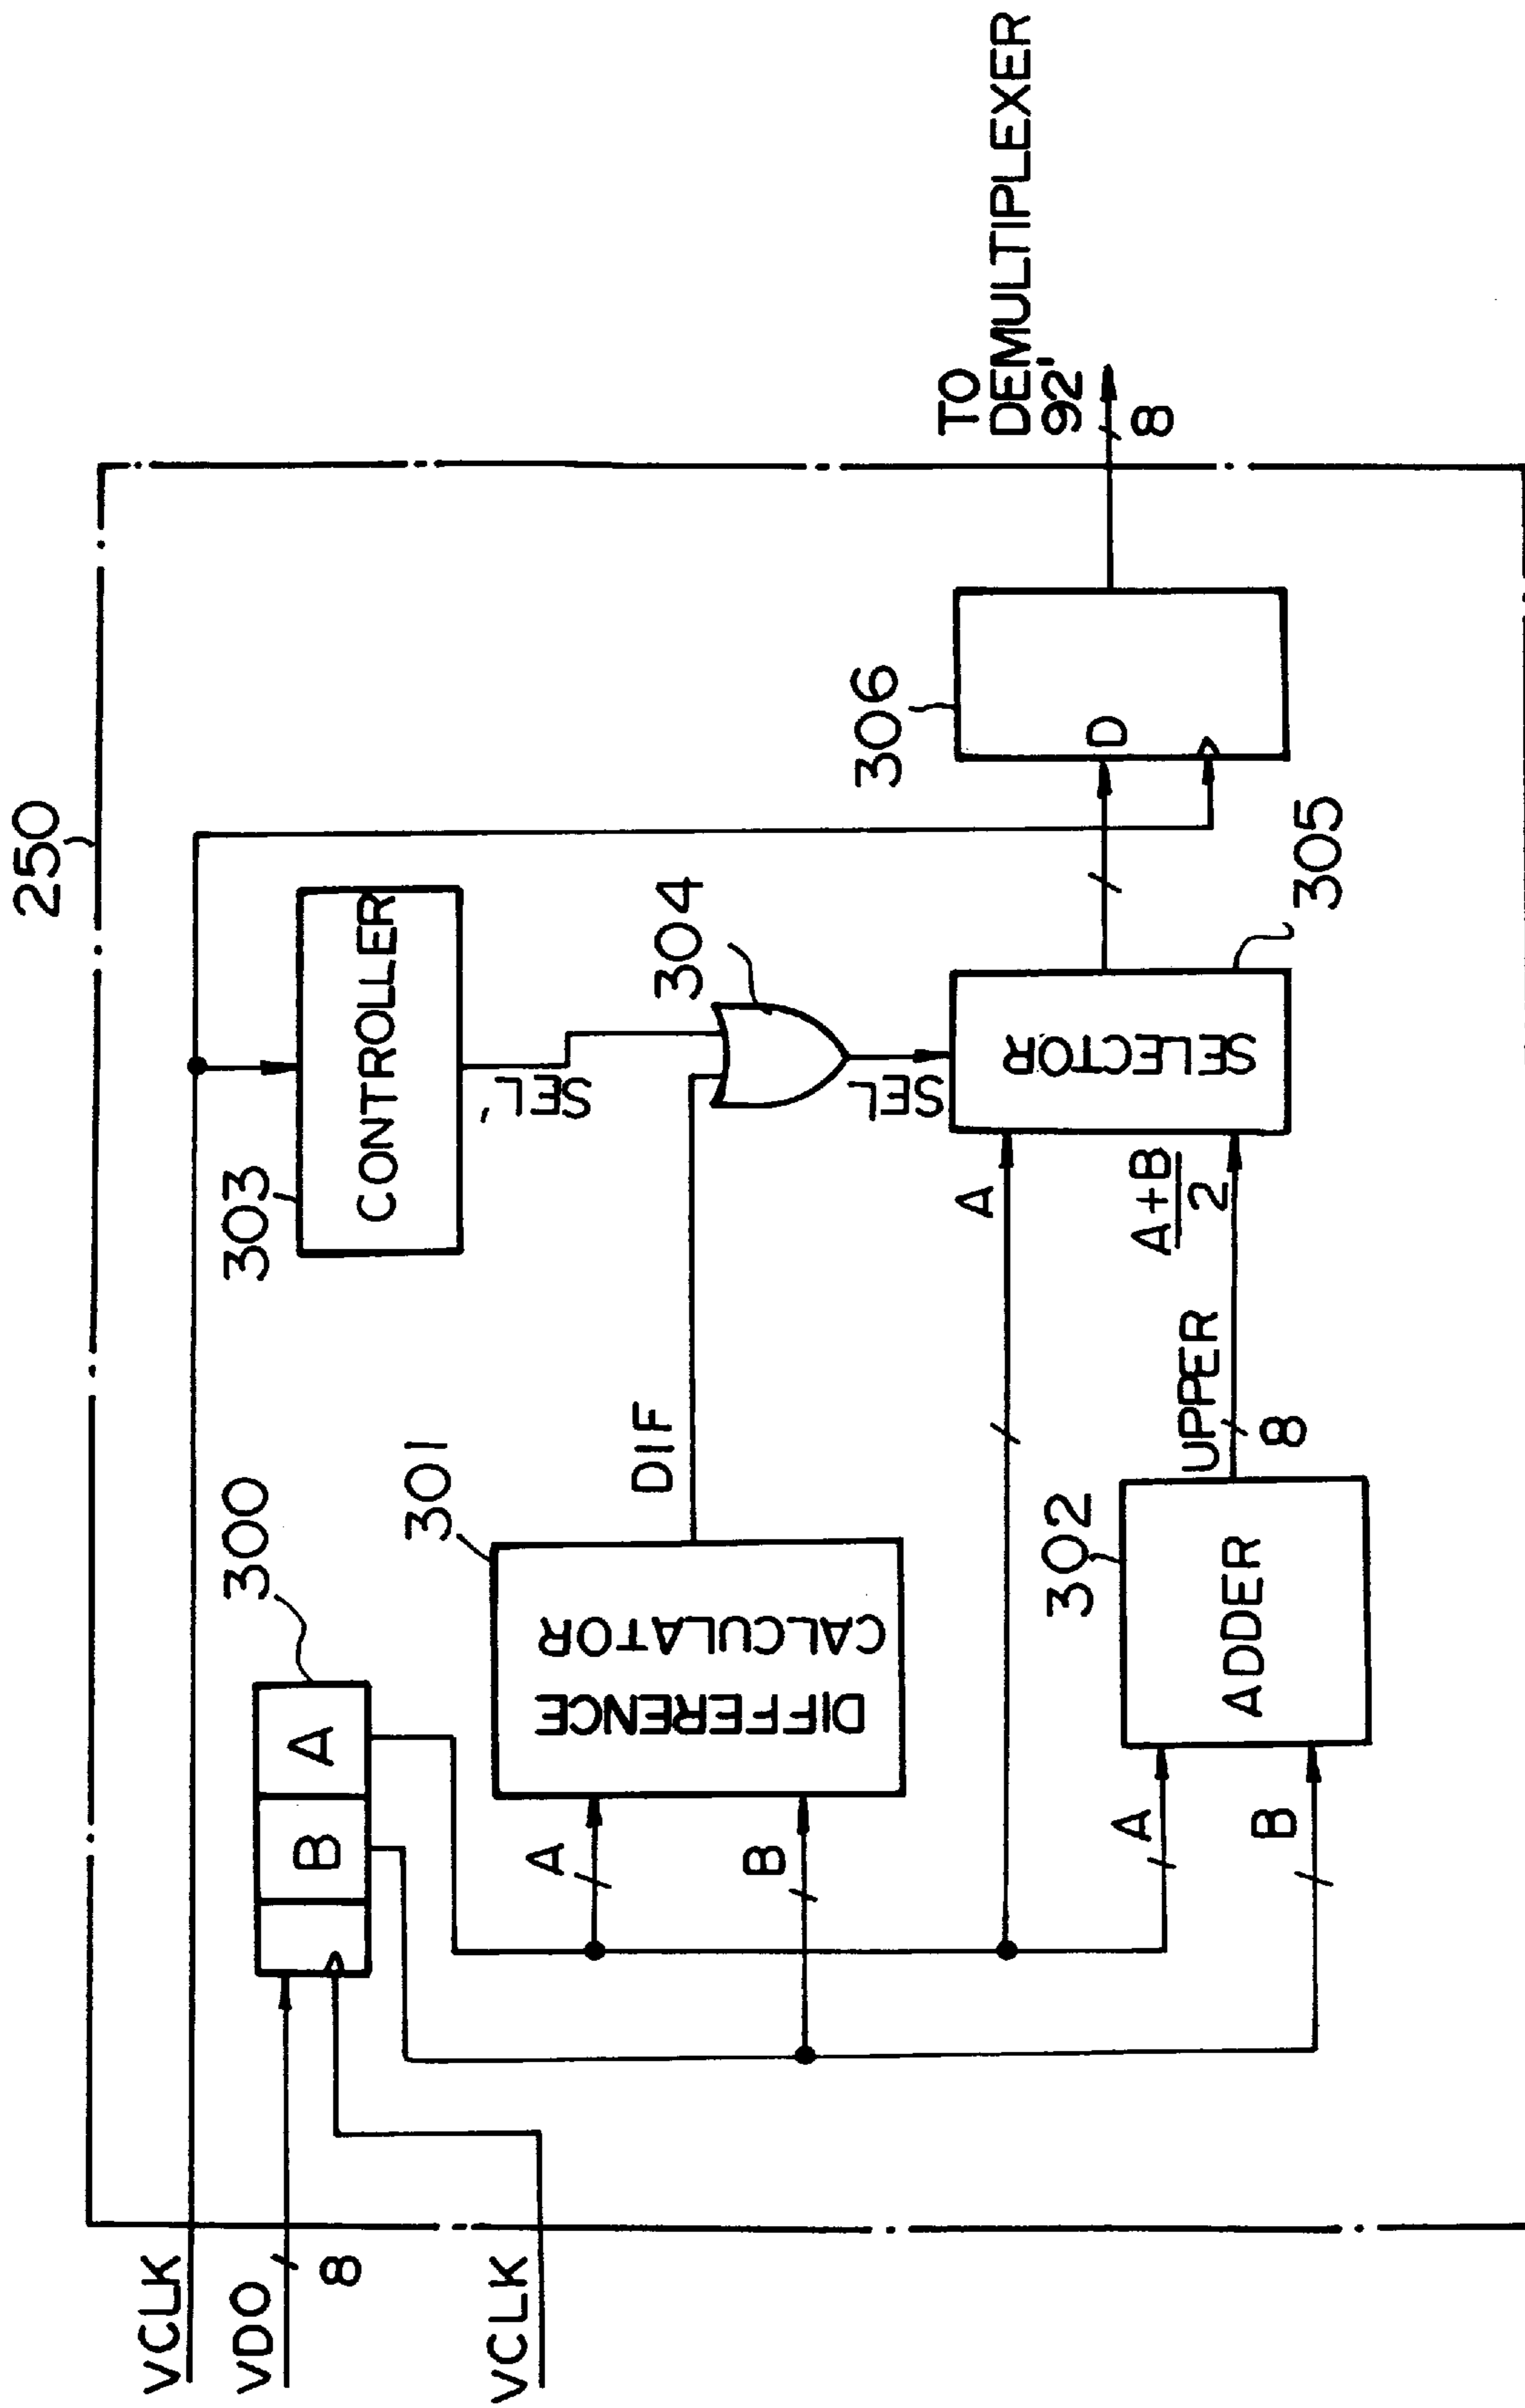 250
VCLK
VDO
8
VCLK
300
B
A
303
CONTROLLER
SEL'
301
DIFFERENCE
CALCULATOR
A
B
DIF
304
SEL
A
302
ADDER
A
B
UPPER
8
A+B
2
SELECTOR
305
306
D
TO
DEMULTIPLEXER
92'
8